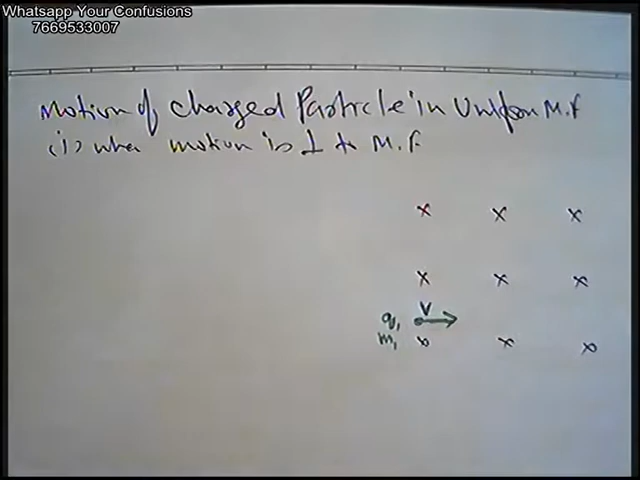 Whatsapp Your Confusions
7669533007
Motion of Charged Particle in Uniform M.F
(i) when motion is ⊥ to M.F
x x x
x x x
q, V
m, x x x